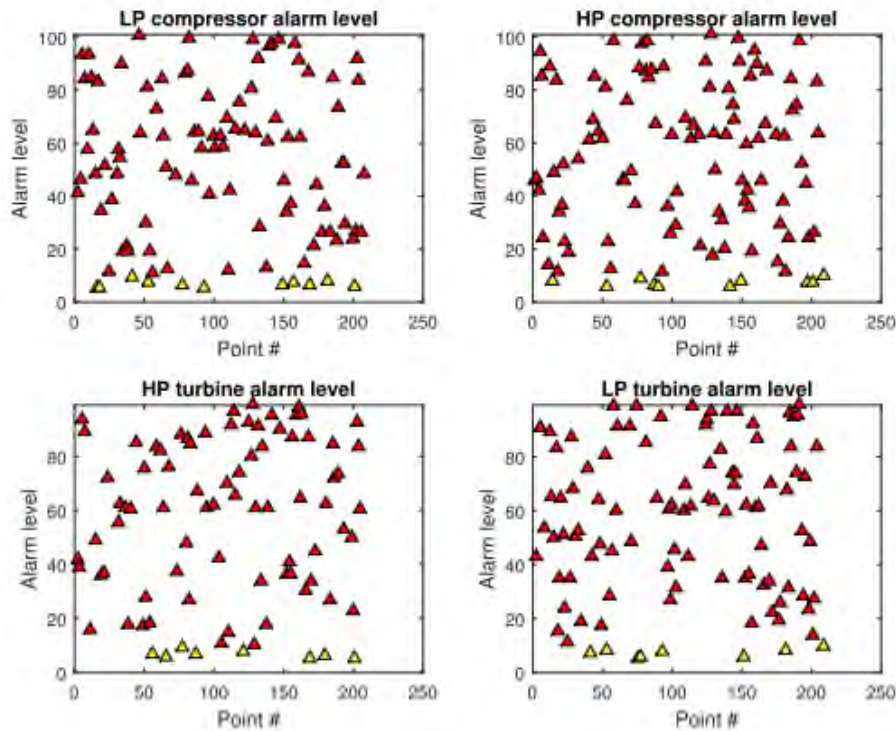 LP compressor alarm level
100
80
60
40
20
0
Alarm level
0 50 100 150 200 250
Point #
HP compressor alarm level
100
80
60
40
20
0
Alarm level
0 50 100 150 200 250
Point #
HP turbine alarm level
80
60
40
20
0
Alarm level
0 50 100 150 200 250
Point #
LP turbine alarm level
80
60
40
20
0
Alarm level
0 50 100 150 200 250
Point #